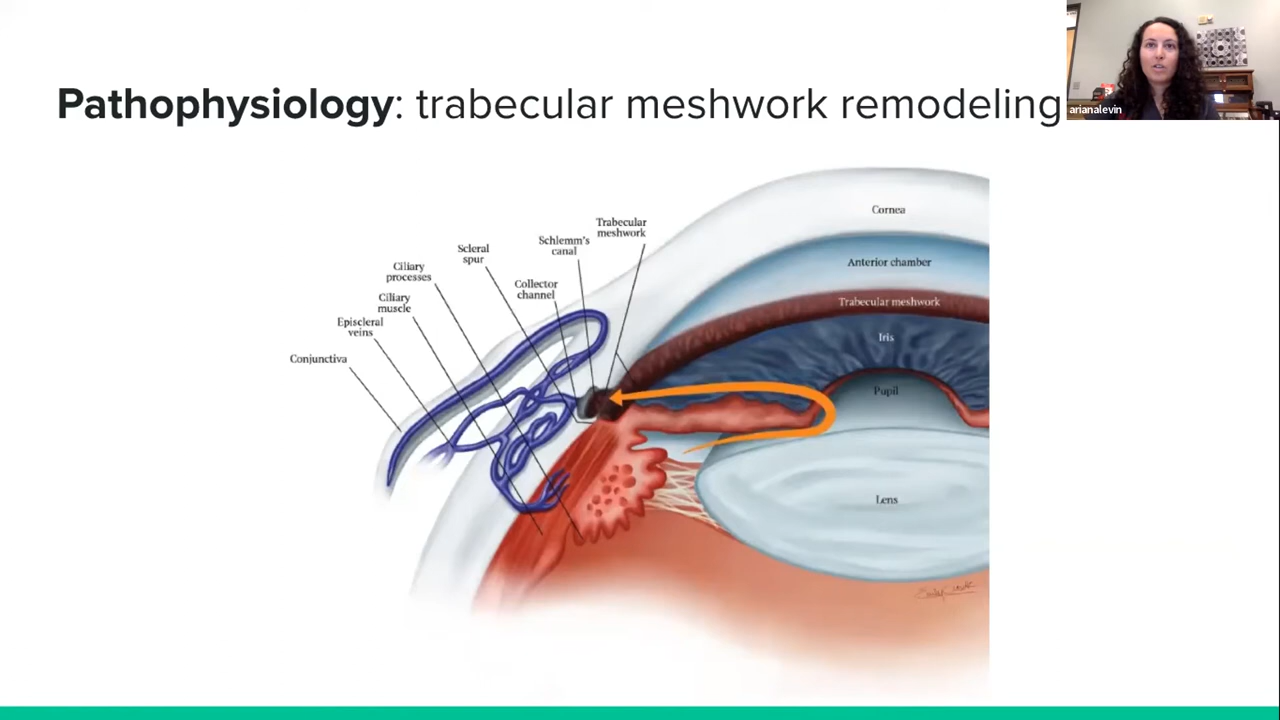 Pathophysiology: trabecular meshwork remodeling
arianalevin
Trabecular
meshwork
Schlemm's
canal
Scleral
spur
Collector
channel
Ciliary
processes
Ciliary
muscle
Episcleral
veins
Conjunctiva
Cornea
Anterior chamber
Trabecular meshwork
Iris
Pupil
Lens